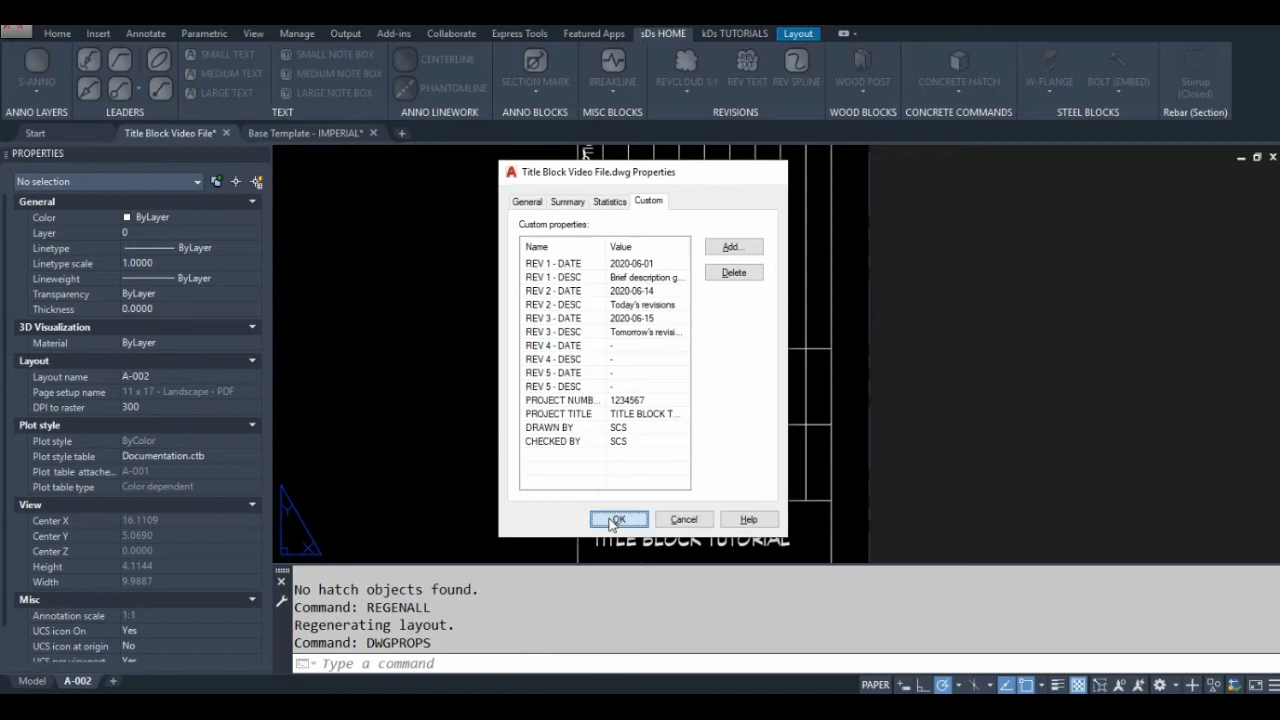 Home Insert Annotate Parametric View Manage Output Add-ins Collaborate Express Tools Featured Apps sDs HOME kDs TUTORIALS Layout
SMALL TEXT SMALL NOTE BOX CENTERLINE
S-ANNO MEDIUM TEXT MEDIUM NOTE BOX SECTION MARK BREAKLINE REVCLOUD 1:1 REV TEXT REV SPLINE WOOD POST CONCRETE HATCH W-FLANGE BOLT (EMBED) Stirrup
(Closed)
LARGE TEXT LARGE NOTE BOX PHANTOMLINE
ANNO LAYERS LEADERS TEXT ANNO LINEWORK ANNO BLOCKS MISC BLOCKS REVISIONS WOOD BLOCKS CONCRETE COMMANDS STEEL BLOCKS Rebar (Section)
Start Title Block Video File* Base Template - IMPERIAL*
PROPERTIES
No selection
General
Color ByLayer
Layer 0
Linetype ByLayer
Linetype scale 1.0000
Lineweight ByLayer
Transparency ByLayer
Thickness 0.0000
3D Visualization
Material ByLayer
Layout
Layout name A-002
Page setup name 11 x 17 - Landscape - PDF
DPI to raster 300
Plot style
Plot style ByColor
Plot style table Documentation.ctb
Plot table attache... A-001
Plot table type Color dependent
View
Center X 16.1109
Center Y 5.0690
Center Z 0.0000
Height 4.1144
Width 9.9887
Misc
Annotation scale 1:1
UCS icon On Yes
UCS icon at origin No
UCS per viewport Yes
Title Block Video File.dwg Properties
General Summary Statistics Custom
Custom properties:
Name Value
REV 1 - DATE 2020-06-01
REV 1 - DESC Brief description g...
REV 2 - DATE 2020-06-14
REV 2 - DESC Today's revisions
REV 3 - DATE 2020-06-15
REV 3 - DESC Tomorrow's revisi...
REV 4 - DATE -
REV 4 - DESC -
REV 5 - DATE -
REV 5 - DESC -
PROJECT NUMB... 1234567
PROJECT TITLE TITLE BLOCK T...
DRAWN BY SCS
CHECKED BY SCS
Add...
Delete
OK Cancel Help
TITLE BLOCK TUTORIAL
Y
X
No hatch objects found.
Command: REGENALL
Regenerating layout.
Command: DWGPROPS
Type a command
Model A-002 +
PAPER